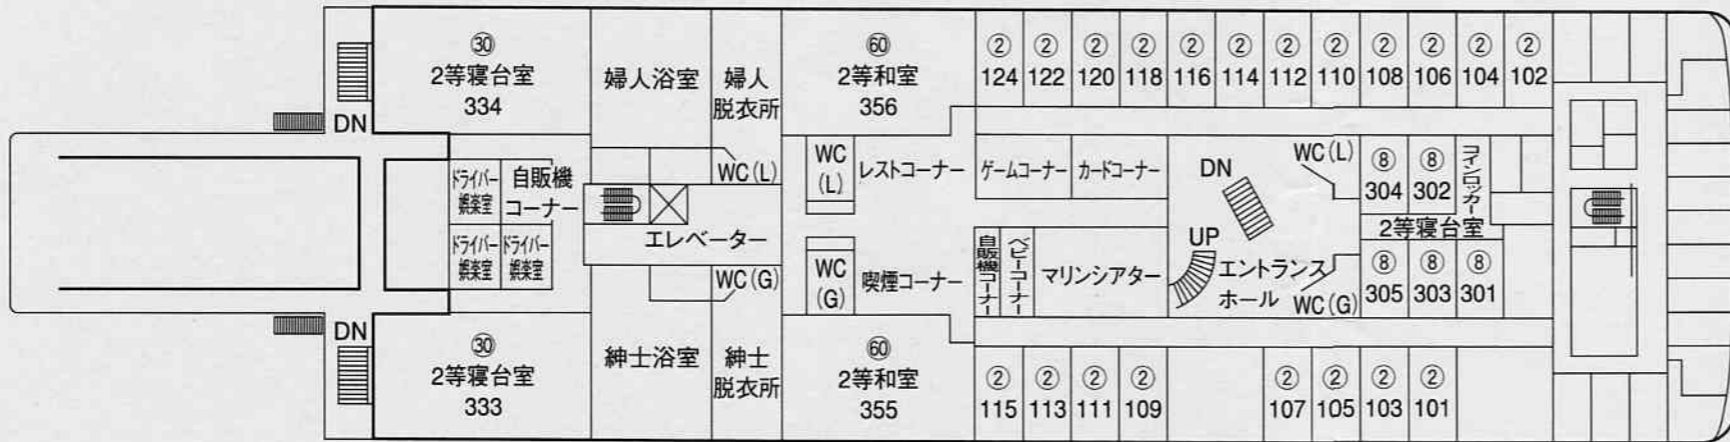 ㉚
2等寝台室
334
婦人浴室
婦人
脱衣所
㊿
2等和室
356
② ② ② ② ② ② ② ② ② ② ② ②
124 122 120 118 116 114 112 110 108 106 104 102
DN
ドライバー
娯楽室
自販機
コーナー
WC(L)
WC
(L)
レストコーナー
ゲームコーナー
カードコーナー
DN
WC(L)
⑧ ⑧
304 302
コインロッカー
2等寝台室
エレベーター
ドライバー
娯楽室
ドライバー
娯楽室
WC(G)
WC
(G)
喫煙コーナー
自販機コーナー
ベビーコーナー
マリンシアター
UP
エントランス
ホール
WC(G)
⑧ ⑧ ⑧
305 303 301
DN
㉚
2等寝台室
333
紳士浴室
紳士
脱衣所
60
2等和室
355
② ② ② ② ② ② ② ②
115 113 111 109 107 105 103 101